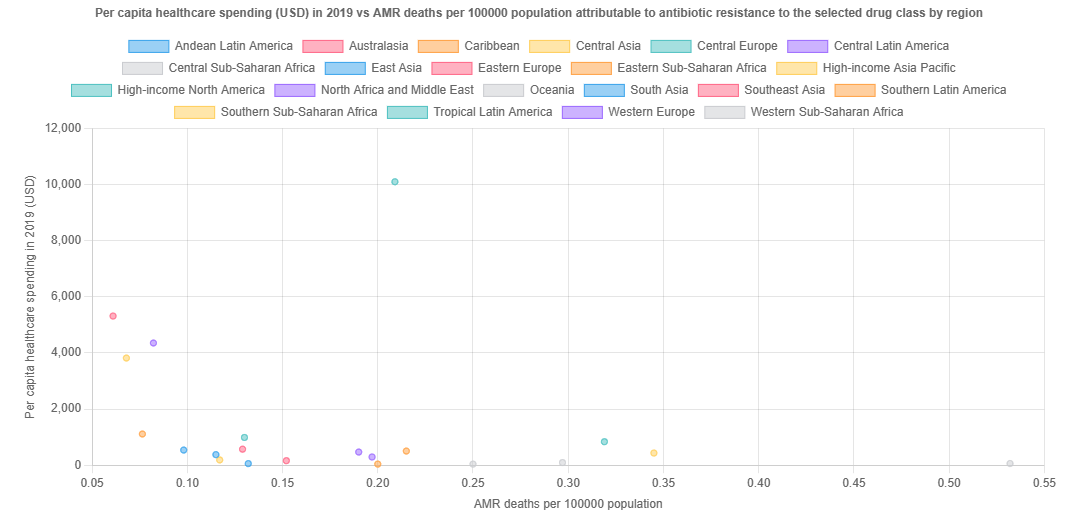 Per capita healthcare spending (USD) in 2019 vs AMR deaths per 100000 population attributable to antibiotic resistance to the selected drug class by region
Andean Latin America Australasia Caribbean Central Asia Central Europe Central Latin America
Central Sub-Saharan Africa East Asia Eastern Europe Eastern Sub-Saharan Africa High-income Asia Pacific
High-income North America North Africa and Middle East Oceania South Asia Southeast Asia Southern Latin America
Southern Sub-Saharan Africa Tropical Latin America Western Europe Western Sub-Saharan Africa
Per capita healthcare spending in 2019 (USD)
12,000
10,000
8,000
6,000
4,000
2,000
0
0.05 0.10 0.15 0.20 0.25 0.30 0.35 0.40 0.45 0.50 0.55
AMR deaths per 100000 population